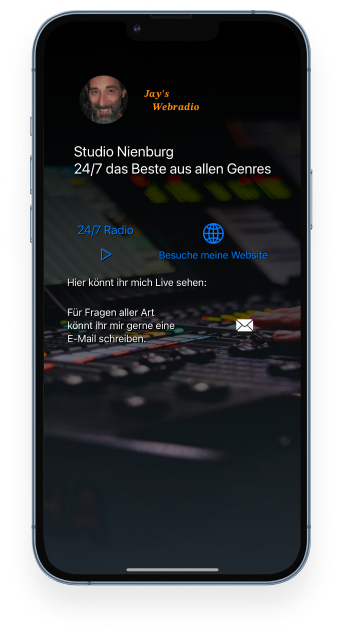 Jay's
Webradio
Studio Nienburg
24/7 das Beste aus allen Genres
24/7 Radio
Besuche meine Website
Hier könnt ihr mich Live sehen:
Für Fragen aller Art
könnt ihr mir gerne eine
E-Mail schreiben.